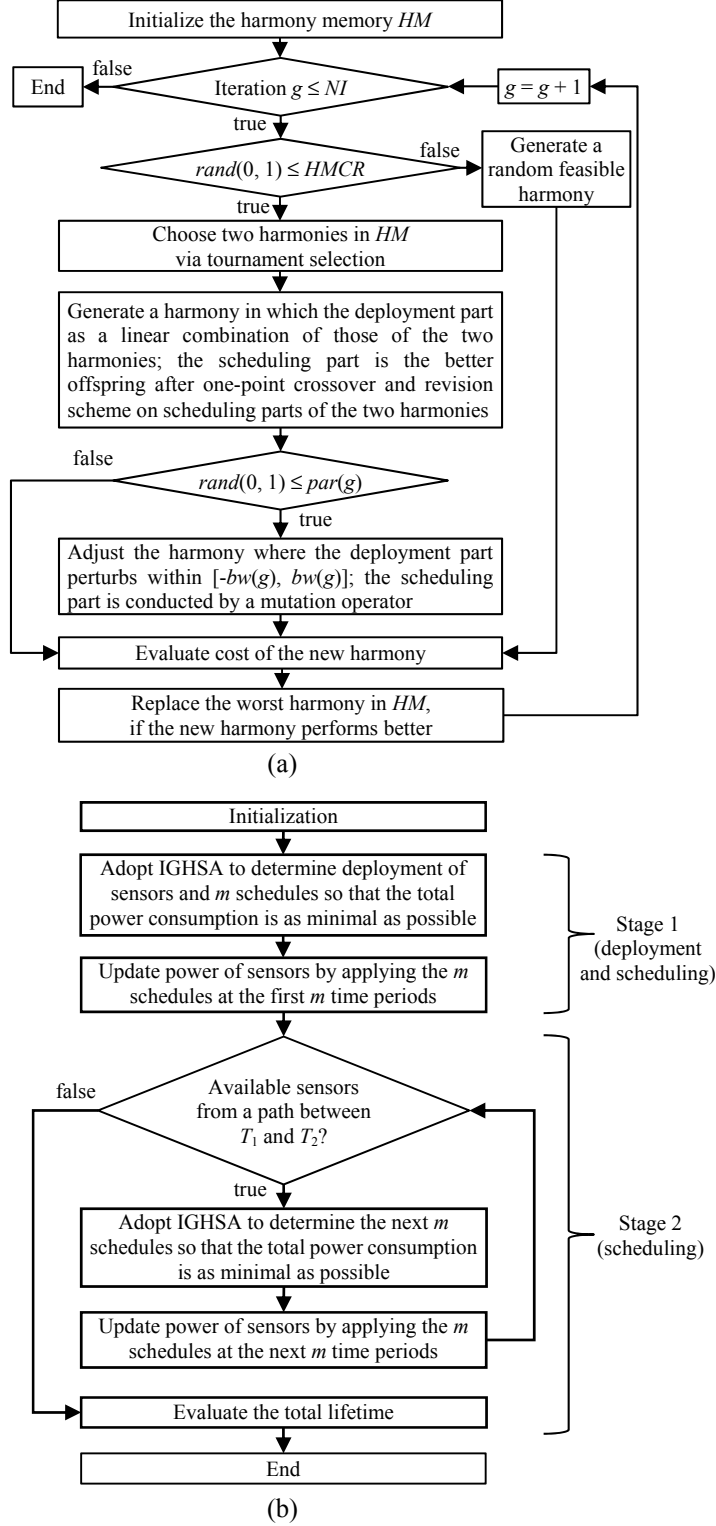 Initialize the harmony memory HM
false
End
Iteration g ≤ NI
g = g + 1
true
rand(0, 1) ≤ HMCR
false
Generate a
random feasible
harmony
true
Choose two harmonies in HM
via tournament selection
Generate a harmony in which the deployment part
as a linear combination of those of the two
harmonies; the scheduling part is the better
offspring after one-point crossover and revision
scheme on scheduling parts of the two harmonies
false
rand(0, 1) ≤ par(g)
true
Adjust the harmony where the deployment part
perturbs within [-bw(g), bw(g)]; the scheduling
part is conducted by a mutation operator
Evaluate cost of the new harmony
Replace the worst harmony in HM,
if the new harmony performs better
(a)
Initialization
Adopt IGHSA to determine deployment of
sensors and m schedules so that the total
power consumption is as minimal as possible
Update power of sensors by applying the m
schedules at the first m time periods
Stage 1
(deployment
and scheduling)
false
Available sensors
from a path between
T1 and T2?
true
Adopt IGHSA to determine the next m
schedules so that the total power consumption
is as minimal as possible
Update power of sensors by applying the m
schedules at the next m time periods
Stage 2
(scheduling)
Evaluate the total lifetime
End
(b)